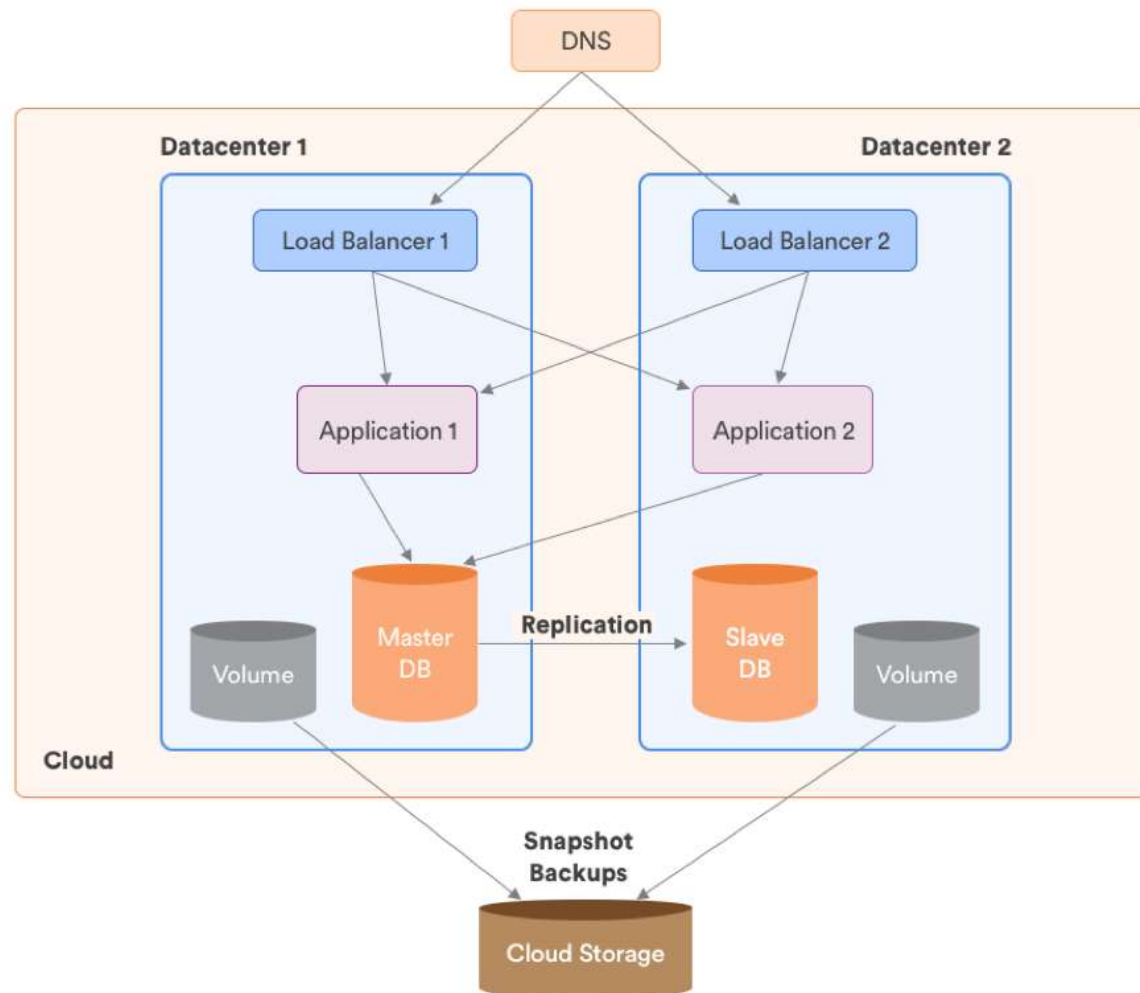 DNS
Datacenter 1
Datacenter 2
Load Balancer 1
Load Balancer 2
Application 1
Application 2
Replication
Master
DB
Slave
DB
Volume
Volume
Cloud
Snapshot
Backups
Cloud Storage